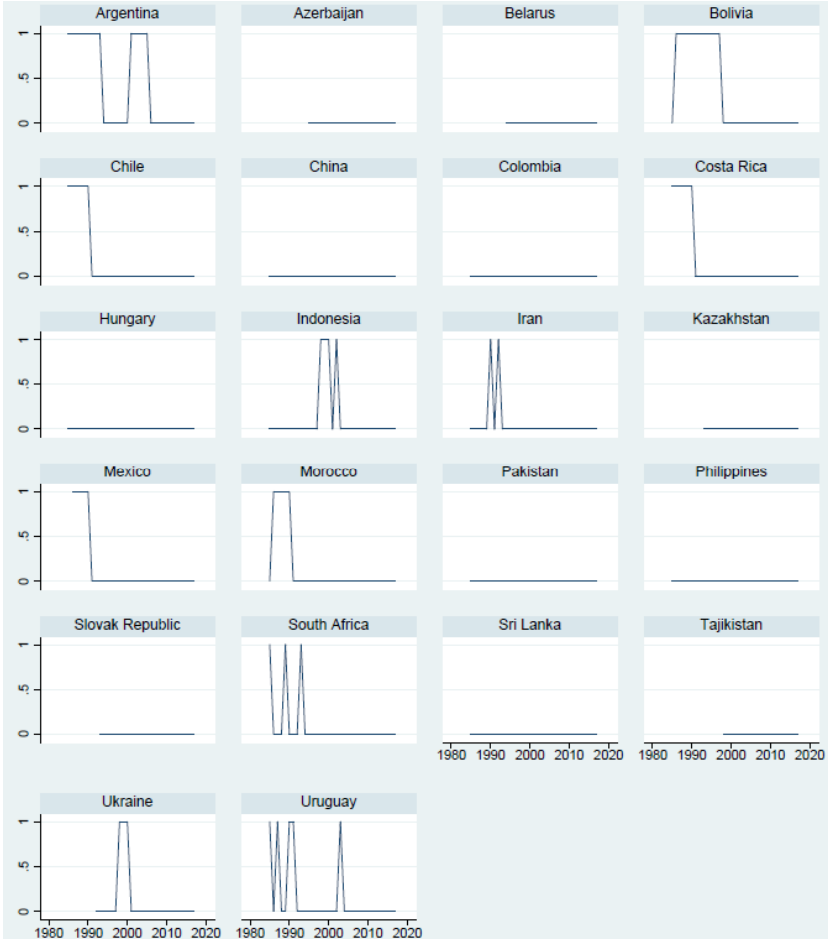 Argentina Azerbaijan Belarus Bolivia
1
.5
0
Chile China Colombia Costa Rica
1
.5
0
Hungary Indonesia Iran Kazakhstan
1
.5
0
Mexico Morocco Pakistan Philippines
1
.5
0
Slovak Republic South Africa Sri Lanka Tajikistan
1
.5
0
1980 1990 2000 2010 2020 1980 1990 2000 2010 2020
Ukraine Uruguay
1
.5
0
1980 1990 2000 2010 2020 1980 1990 2000 2010 2020